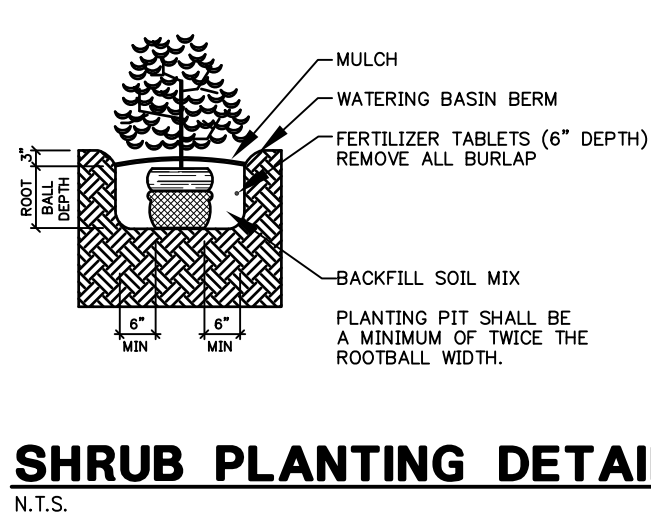 MULCH
WATERING BASIN BERM
FERTILIZER TABLETS (6" DEPTH)
REMOVE ALL BURLAP
3"
ROOT
BALL
DEPTH
BACKFILL SOIL MIX
6"
MIN
6"
MIN
PLANTING PIT SHALL BE
A MINIMUM OF TWICE THE
ROOTBALL WIDTH.
SHRUB PLANTING DETAI
N.T.S.